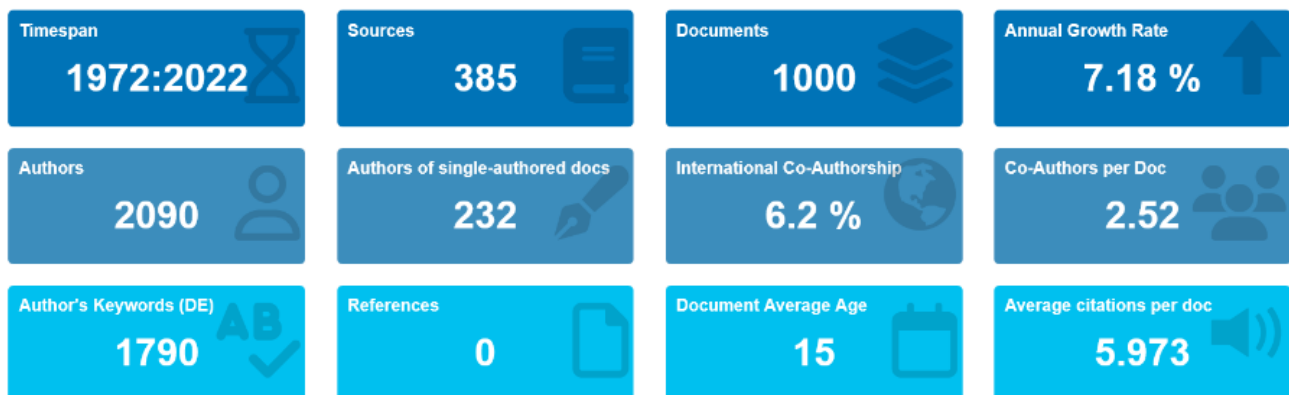 Timespan
1972:2022
Sources
385
Documents
1000
Annual Growth Rate
7.18 %
Authors
2090
Authors of single-authored docs
232
International Co-Authorship
6.2 %
Co-Authors per Doc
2.52
Author's Keywords (DE)
AB
1790
References
0
Document Average Age
15
Average citations per doc
5.973